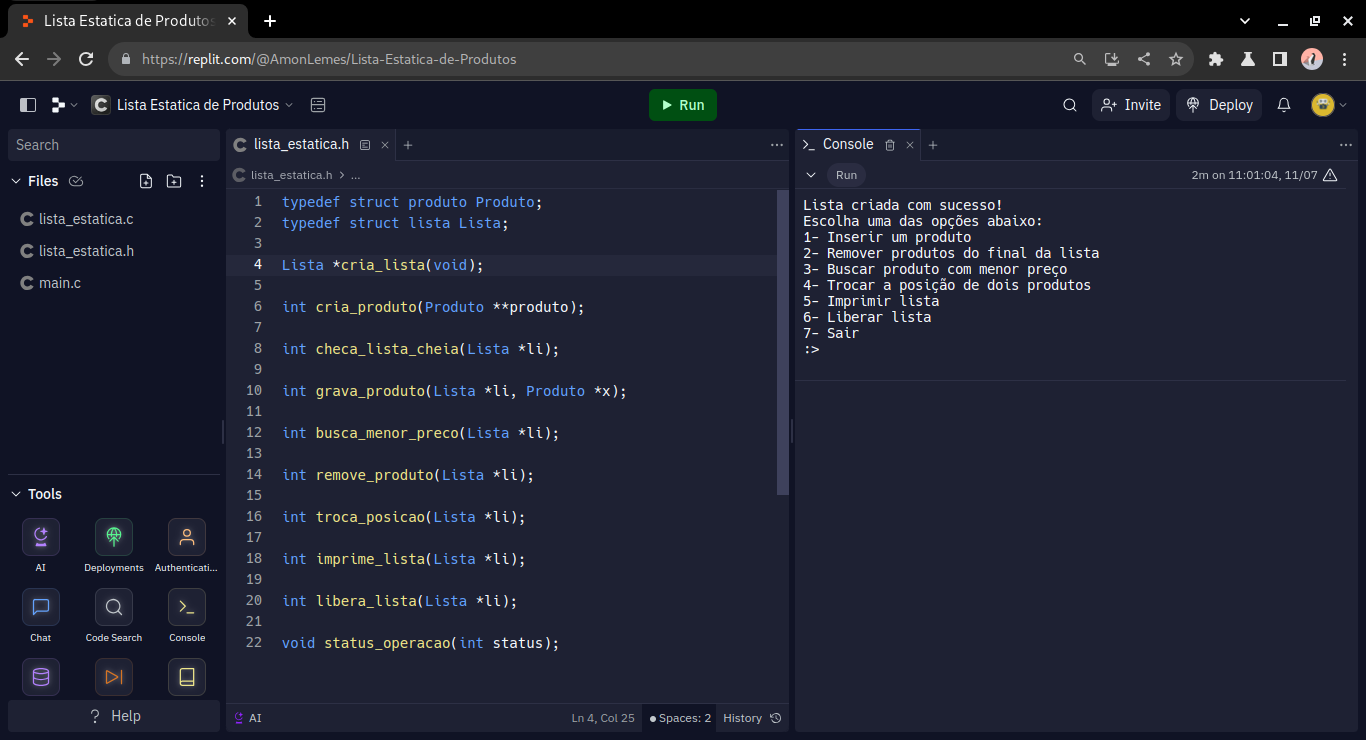 Lista Estatica de Produtos
https://replit.com/@AmonLemes/Lista-Estatica-de-Produtos
Lista Estatica de Produtos
Run
Invite
Deploy
Search
Files
lista_estatica.c
lista_estatica.h
main.c
Tools
AI
Deployments
Authenticati...
Chat
Code Search
Console
? Help
lista_estatica.h
lista_estatica.h > ...
1 typedef struct produto Produto;
2 typedef struct lista Lista;
3
4 Lista *cria_lista(void);
5
6 int cria_produto(Produto **produto);
7
8 int checa_lista_cheia(Lista *li);
9
10 int grava_produto(Lista *li, Produto *x);
11
12 int busca_menor_preco(Lista *li);
13
14 int remove_produto(Lista *li);
15
16 int troca_posicao(Lista *li);
17
18 int imprime_lista(Lista *li);
19
20 int libera_lista(Lista *li);
21
22 void status_operacao(int status);
AI
Ln 4, Col 25
Spaces: 2
History
Console
Run
2m on 11:01:04, 11/07
Lista criada com sucesso!
Escolha uma das opções abaixo:
1- Inserir um produto
2- Remover produtos do final da lista
3- Buscar produto com menor preço
4- Trocar a posição de dois produtos
5- Imprimir lista
6- Liberar lista
7- Sair
:>